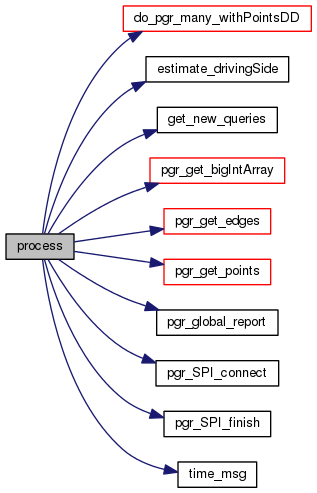 do_pgr_many_withPointsDD
estimate_drivingSide
get_new_queries
pgr_get_bigIntArray
process
pgr_get_edges
pgr_get_points
pgr_global_report
pgr_SPI_connect
pgr_SPI_finish
time_msg